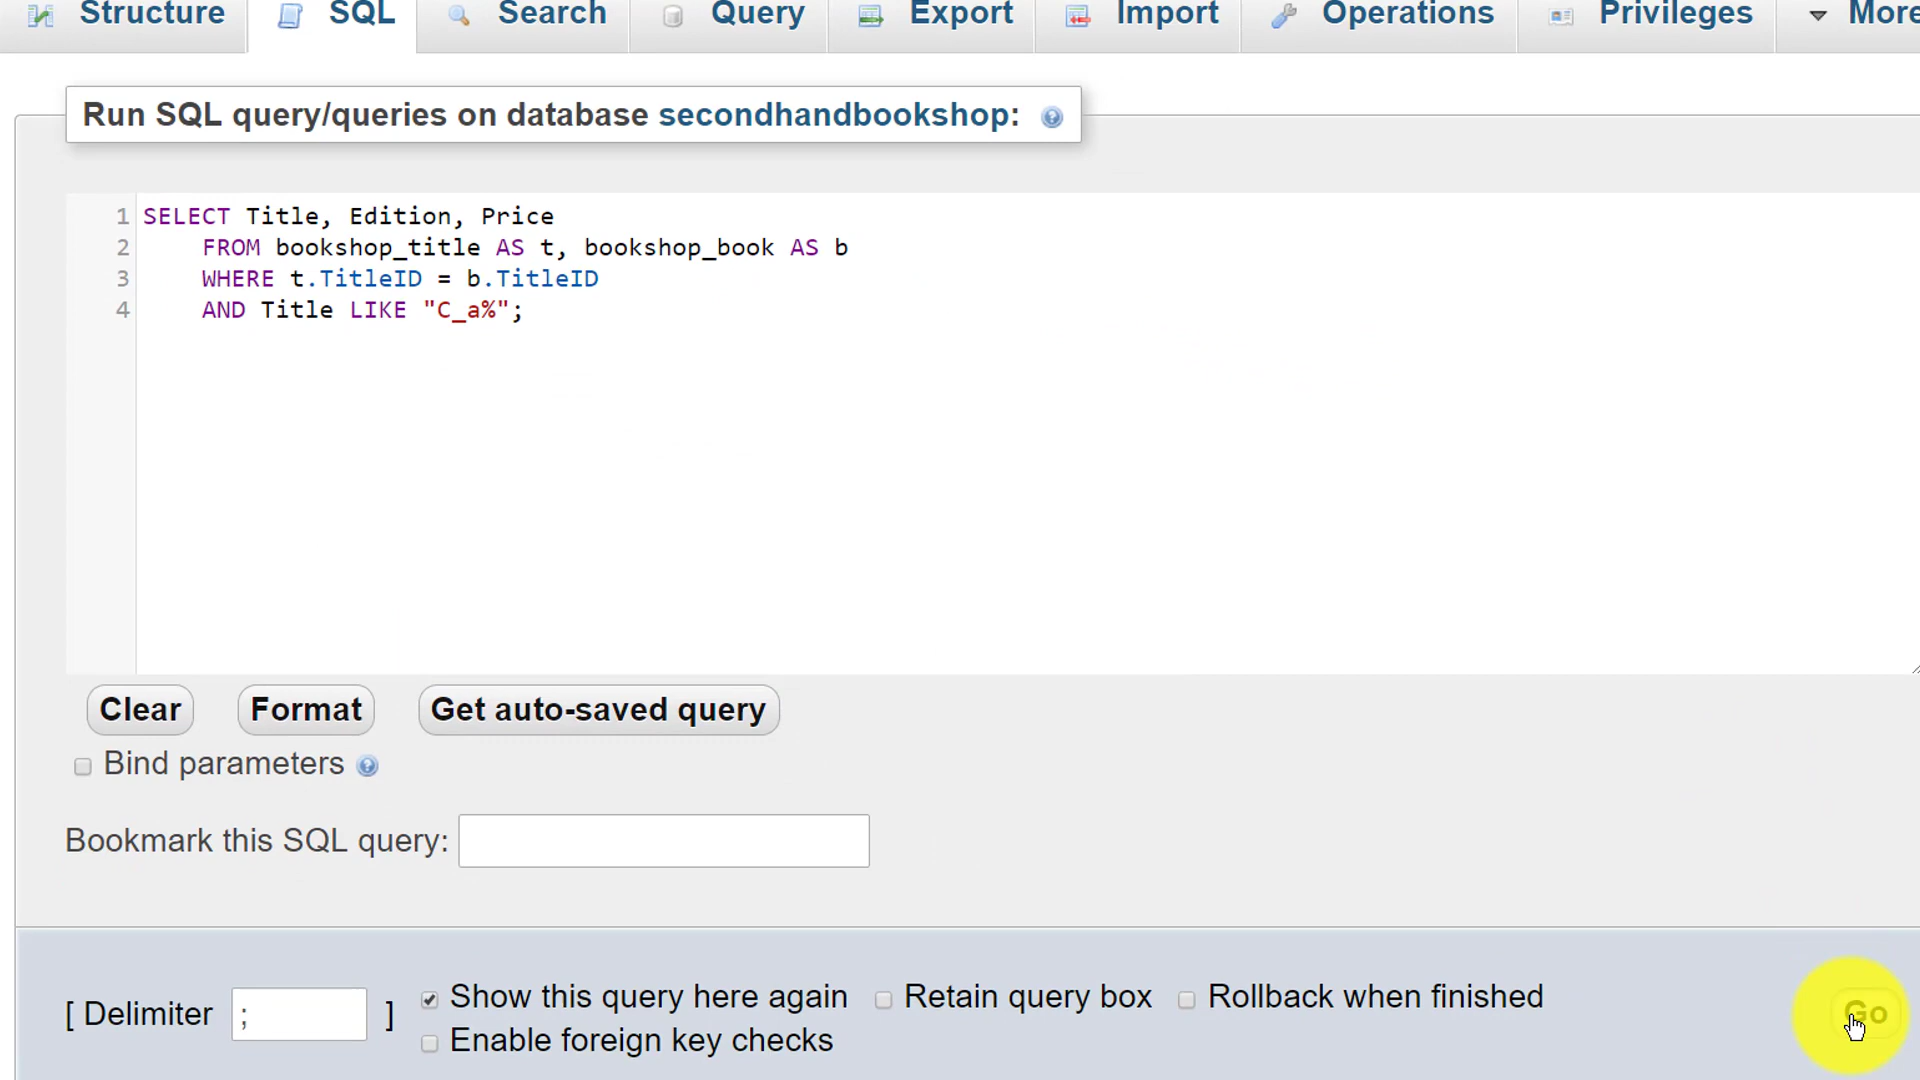 Structure SQL Search Query Export Import Operations Privileges More
Run SQL query/queries on database secondhandbookshop:
1 SELECT Title, Edition, Price
2 FROM bookshop_title AS t, bookshop_book AS b
3 WHERE t.TitleID = b.TitleID
4 AND Title LIKE "C_a%";
Clear Format Get auto-saved query
Bind parameters
Bookmark this SQL query:
[ Delimiter ; ] Show this query here again Retain query box Rollback when finished Go
Enable foreign key checks